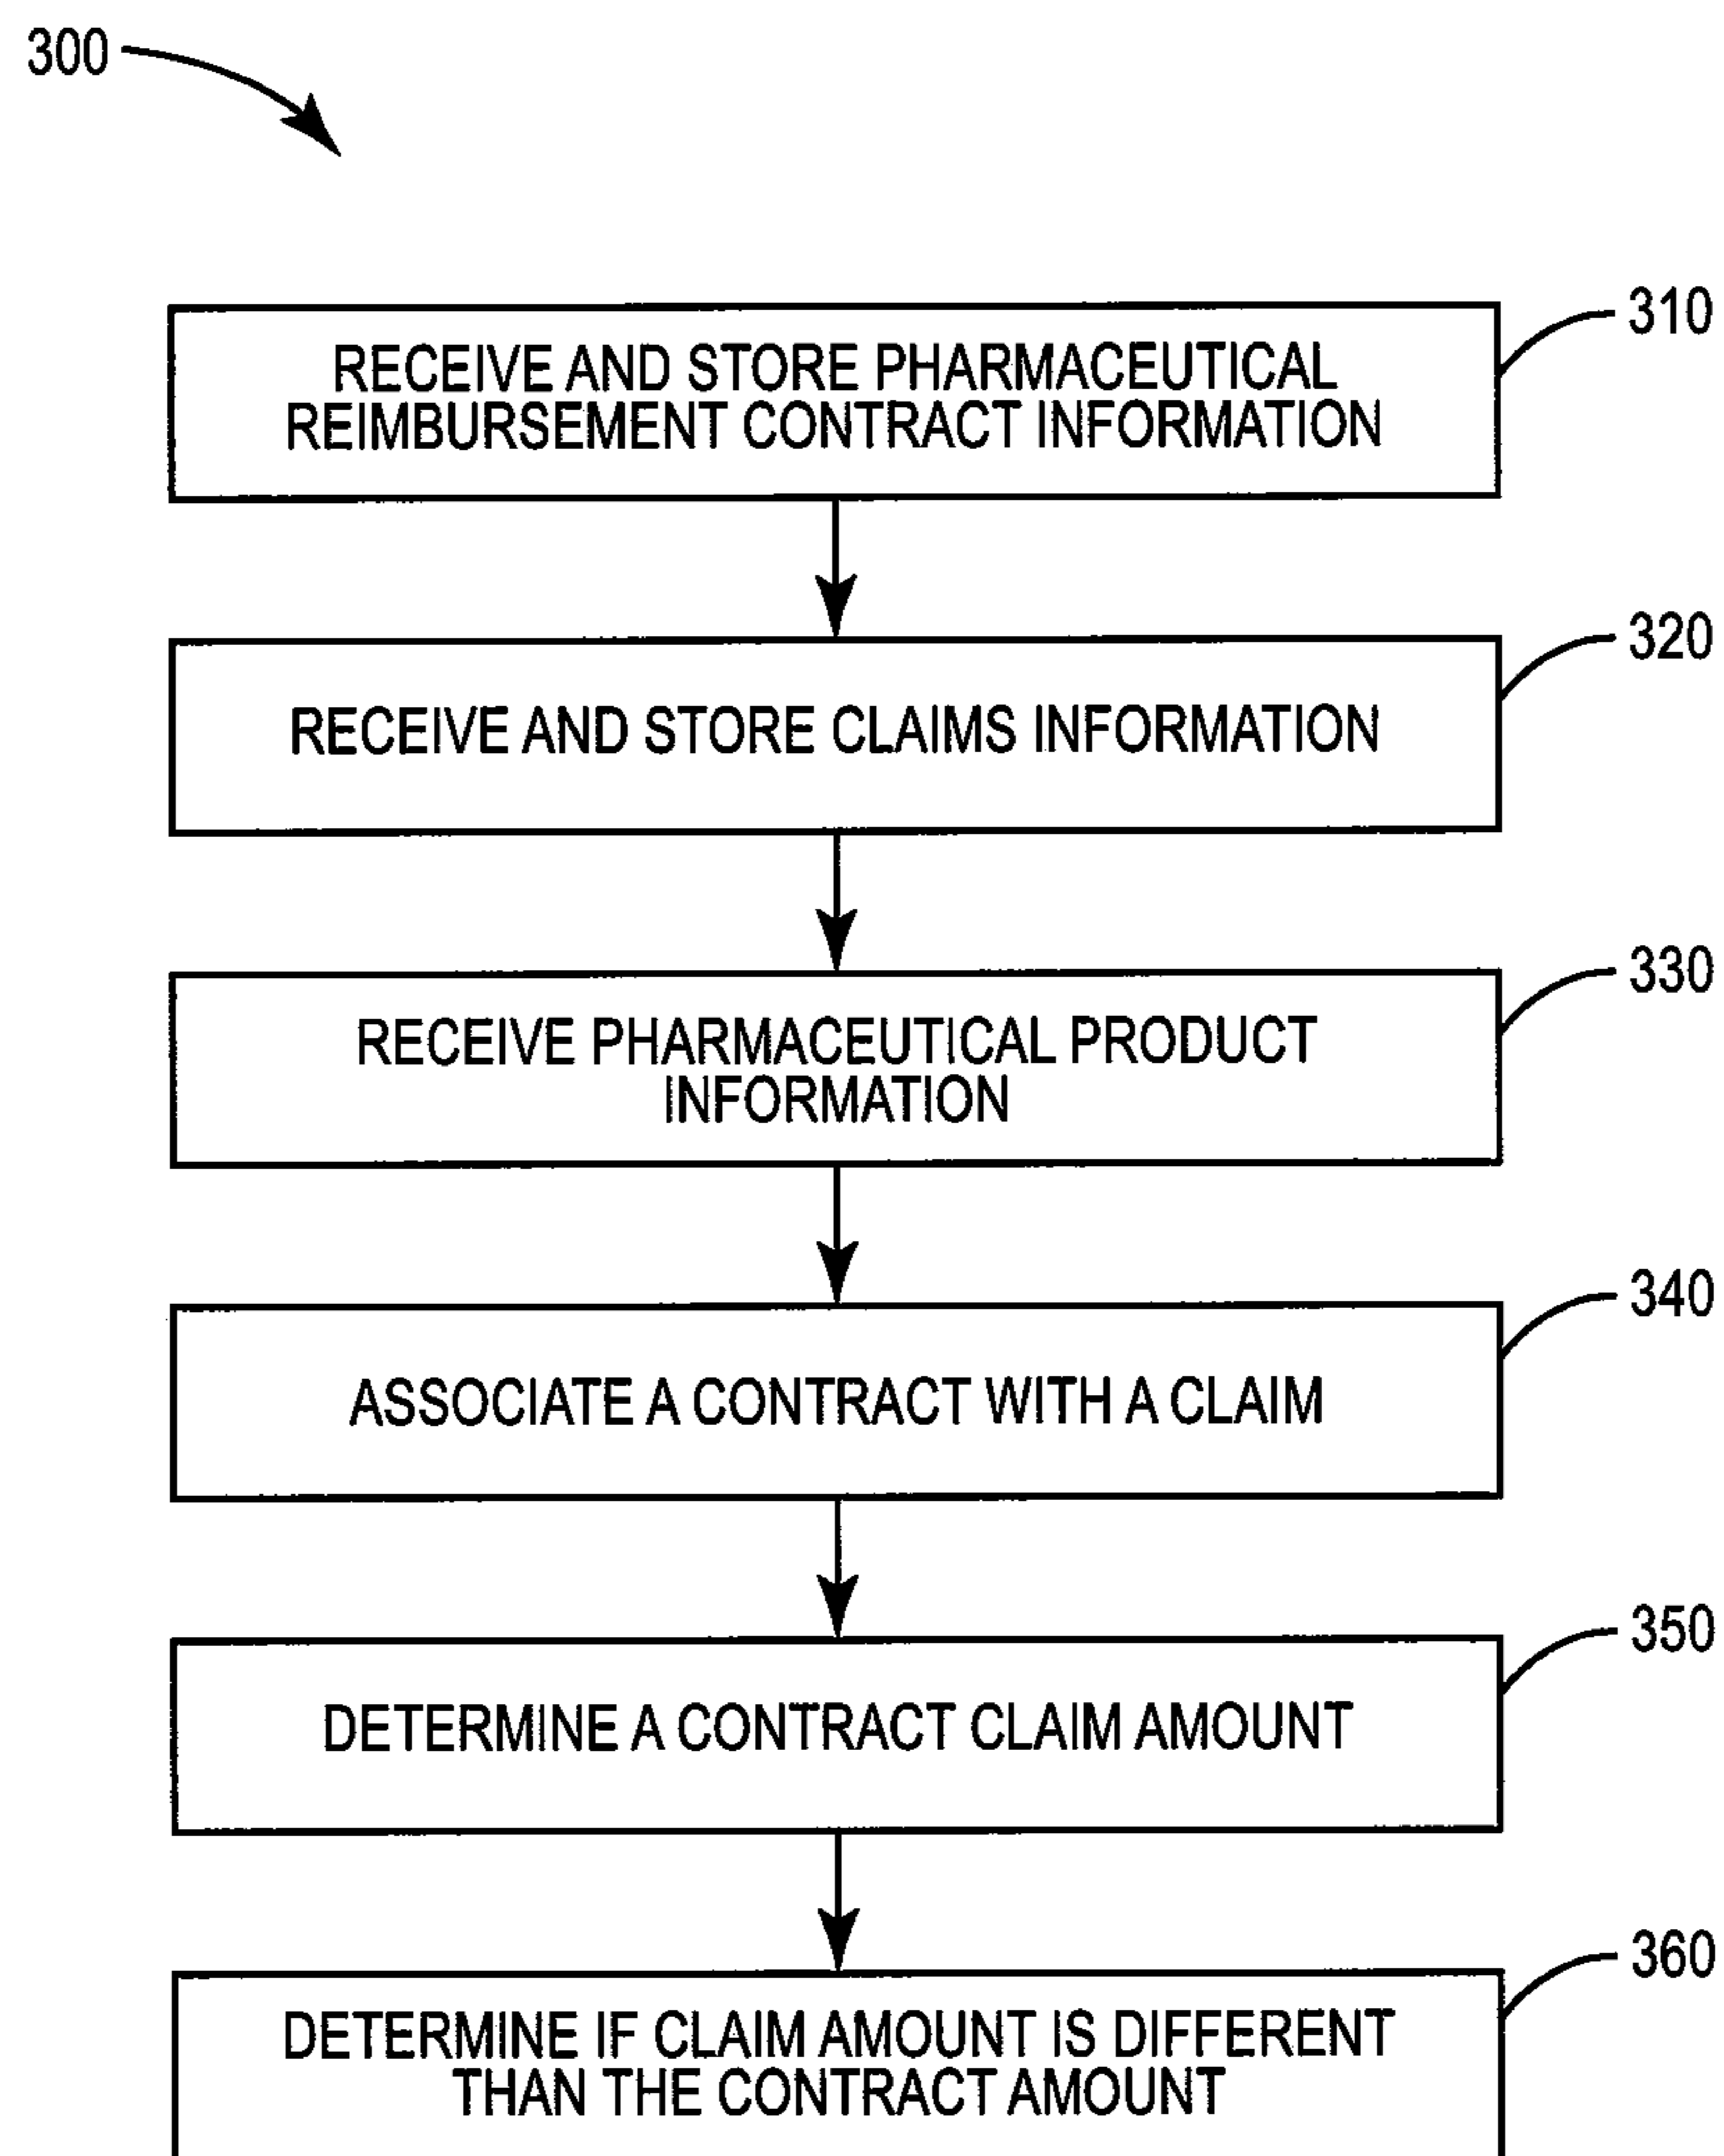 300
310
RECEIVE AND STORE PHARMACEUTICAL
REIMBURSEMENT CONTRACT INFORMATION
320
RECEIVE AND STORE CLAIMS INFORMATION
330
RECEIVE PHARMACEUTICAL PRODUCT
INFORMATION
340
ASSOCIATE A CONTRACT WITH A CLAIM
350
DETERMINE A CONTRACT CLAIM AMOUNT
360
DETERMINE IF CLAIM AMOUNT IS DIFFERENT
THAN THE CONTRACT AMOUNT